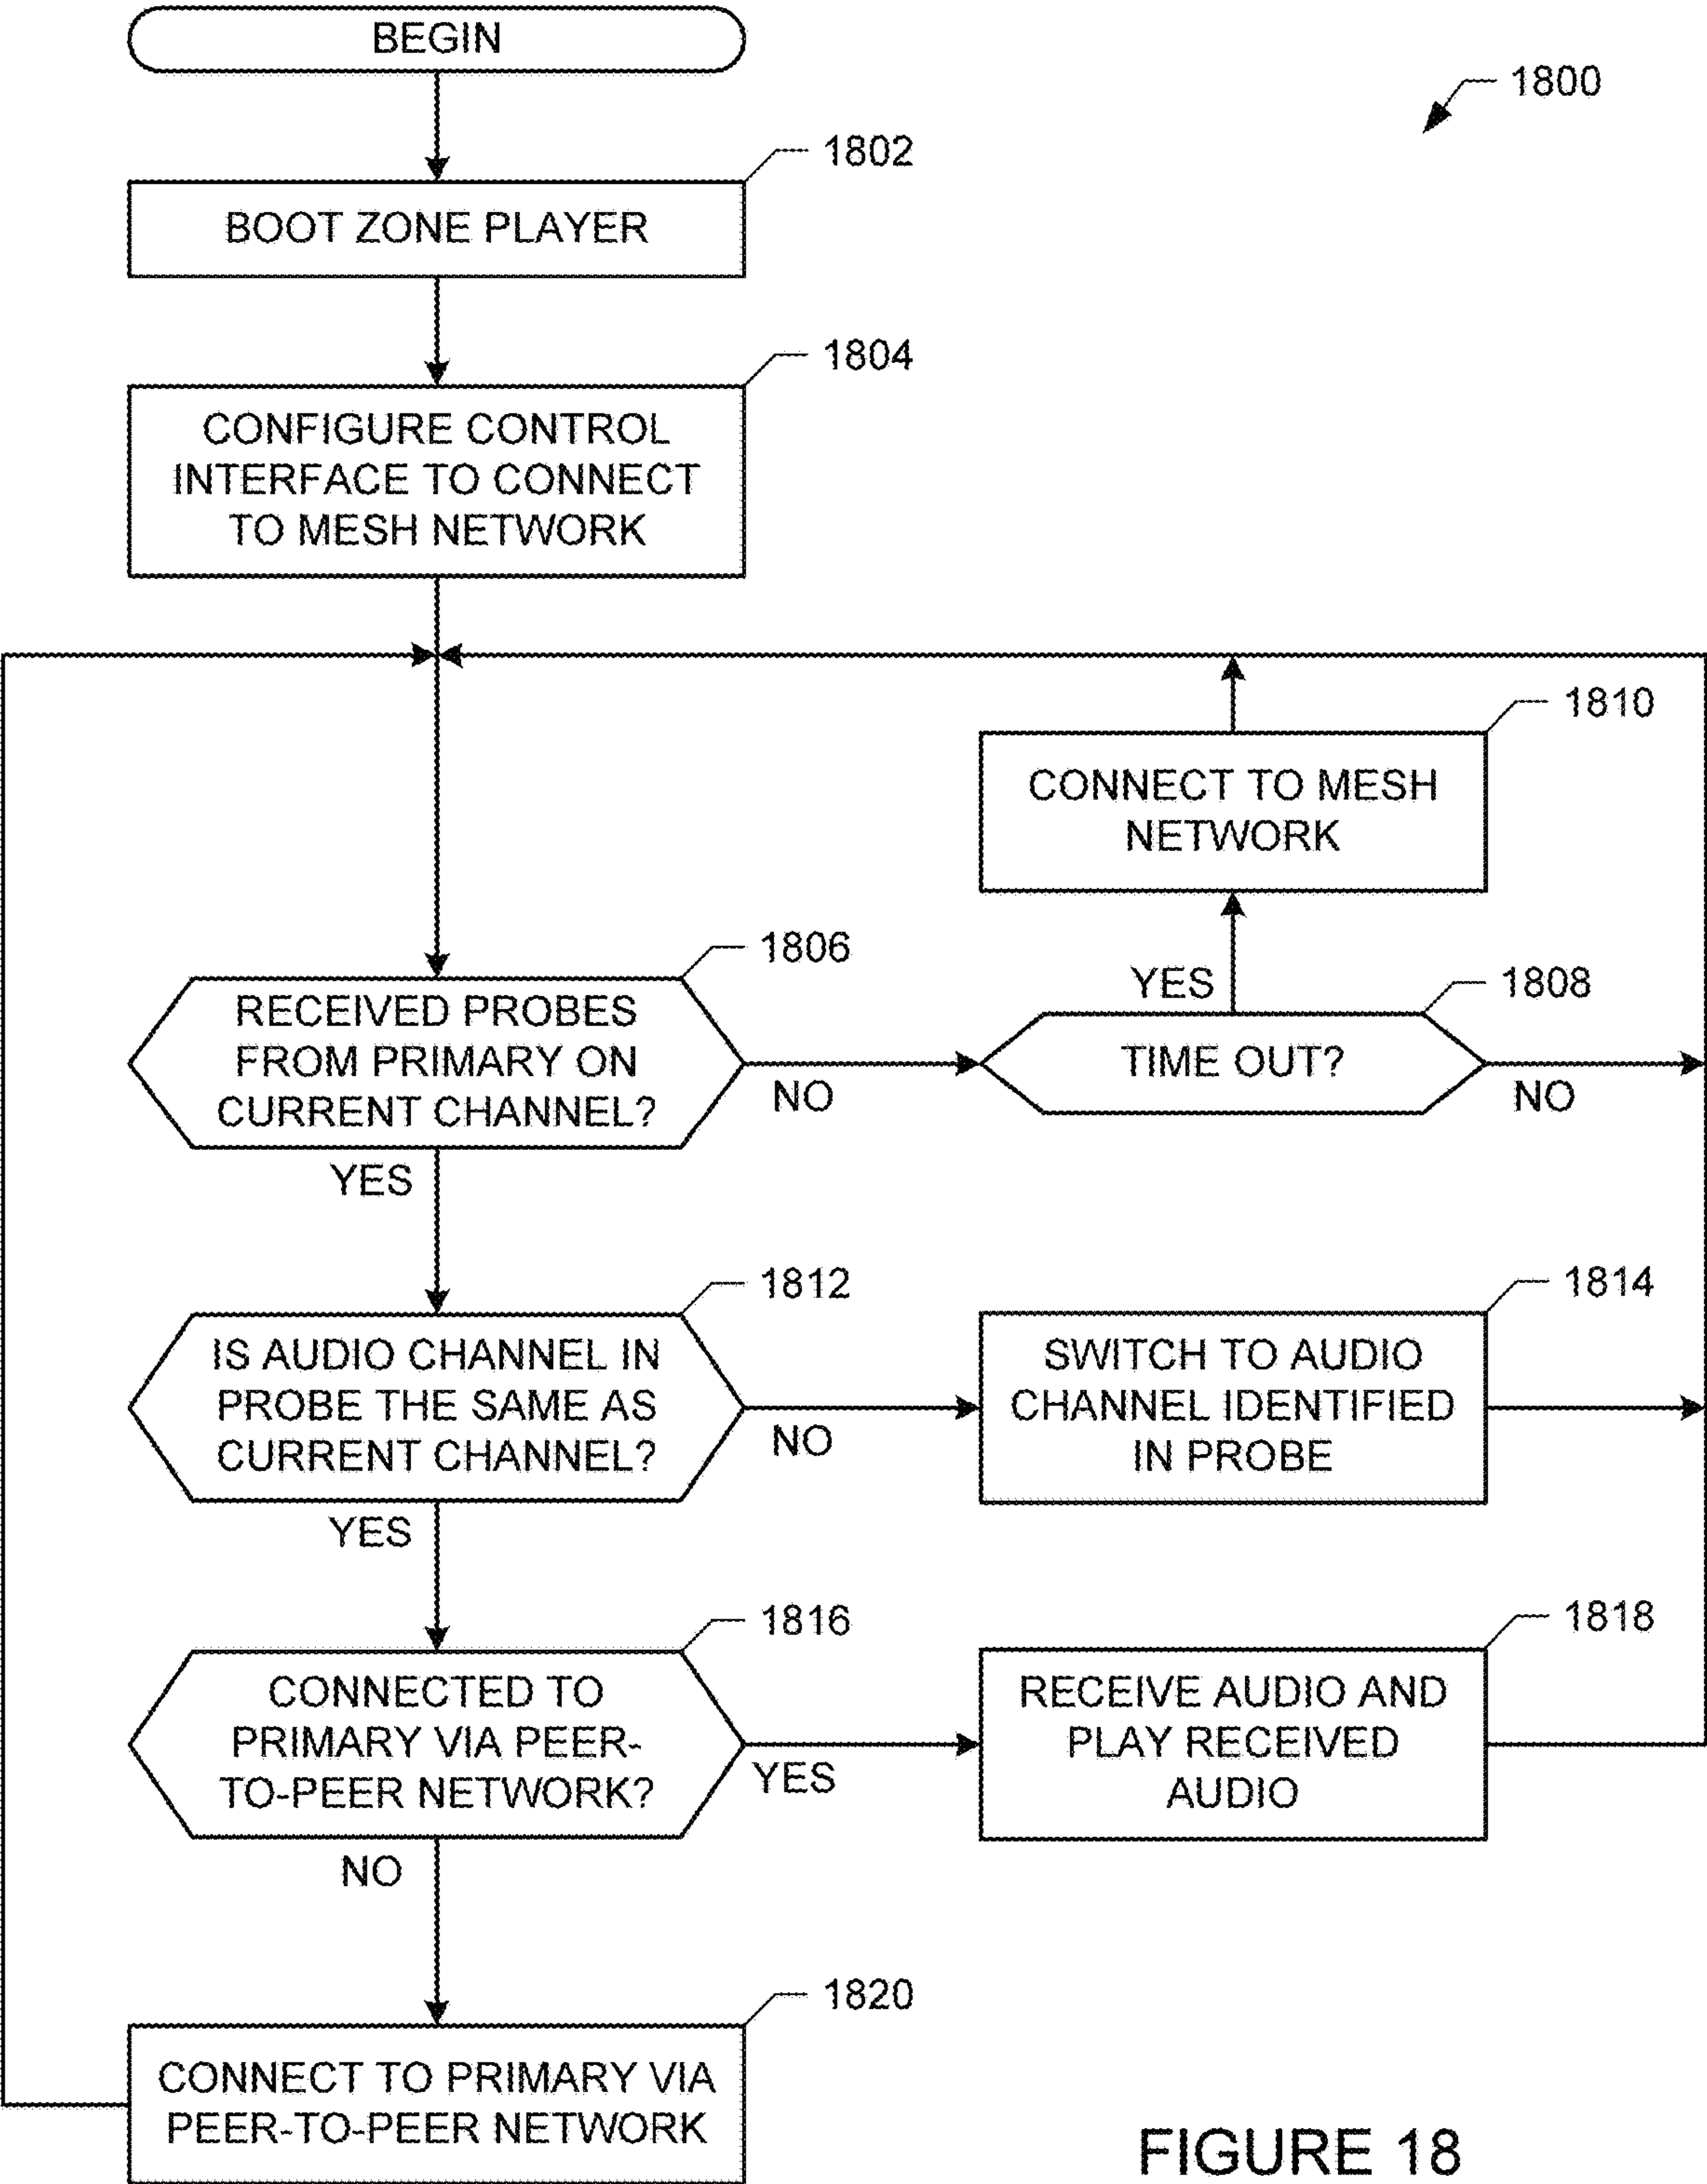 BEGIN
1800
1802
BOOT ZONE PLAYER
1804
CONFIGURE CONTROL
INTERFACE TO CONNECT
TO MESH NETWORK
1810
CONNECT TO MESH
NETWORK
1806
RECEIVED PROBES
FROM PRIMARY ON
CURRENT CHANNEL?
NO
YES
1808
TIME OUT?
NO
YES
1812
IS AUDIO CHANNEL IN
PROBE THE SAME AS
CURRENT CHANNEL?
NO
1814
SWITCH TO AUDIO
CHANNEL IDENTIFIED
IN PROBE
YES
1816
CONNECTED TO
PRIMARY VIA PEER-
TO-PEER NETWORK?
YES
1818
RECEIVE AUDIO AND
PLAY RECEIVED
AUDIO
NO
1820
CONNECT TO PRIMARY VIA
PEER-TO-PEER NETWORK
FIGURE 18